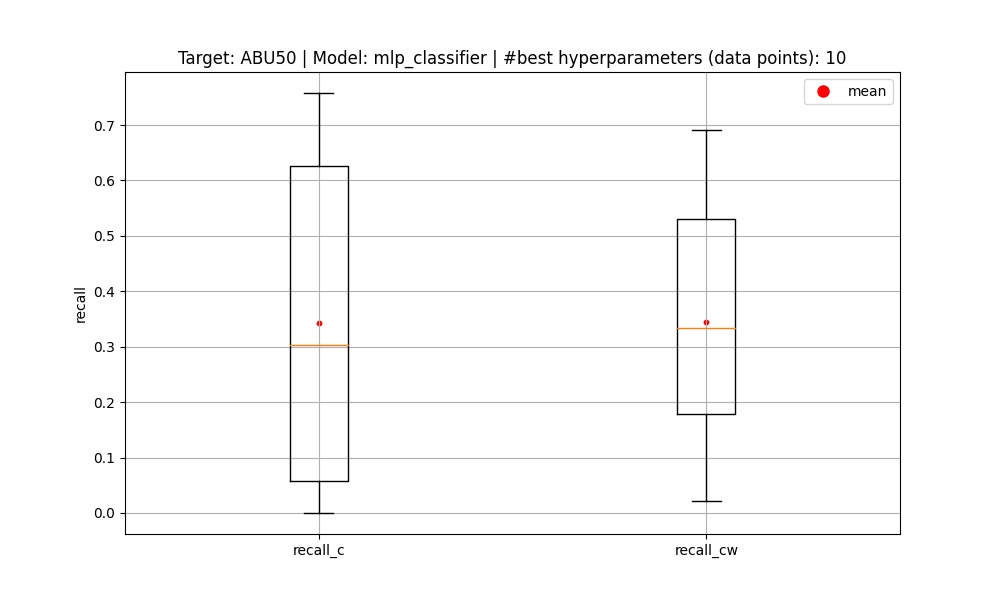 Target: ABU50 | Model: mlp_classifier | #best hyperparameters (data points): 10
mean
0.7
0.6
0.5
0.4
0.3
0.2
0.1
0.0
recall
recall_c
recall_cw